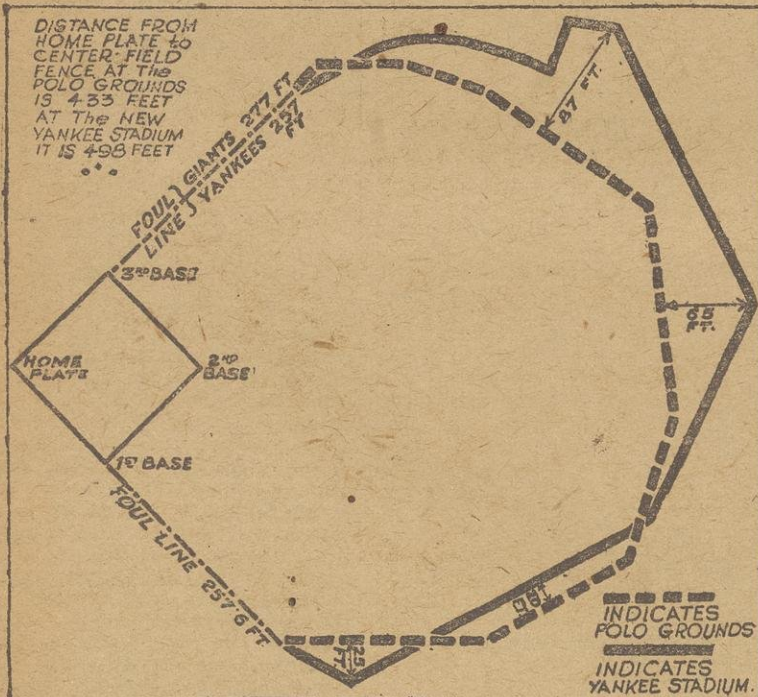 DISTANCE FROM
HOME PLATE to
CENTER-FIELD
FENCE AT The
POLO GROUNDS
IS 433 FEET
AT The NEW
YANKEE STADIUM
IT IS 498 FEET
FOUL } GIANTS 277 FT
LINE } YANKEES 257
FT
87 FT.
65
FT.
3RD BASE
HOME
PLATE
2ND
BASE
1ST BASE
FOUL LINE 257'6 FT
25
FT.
INDICATES
POLO GROUNDS
INDICATES
YANKEE STADIUM.